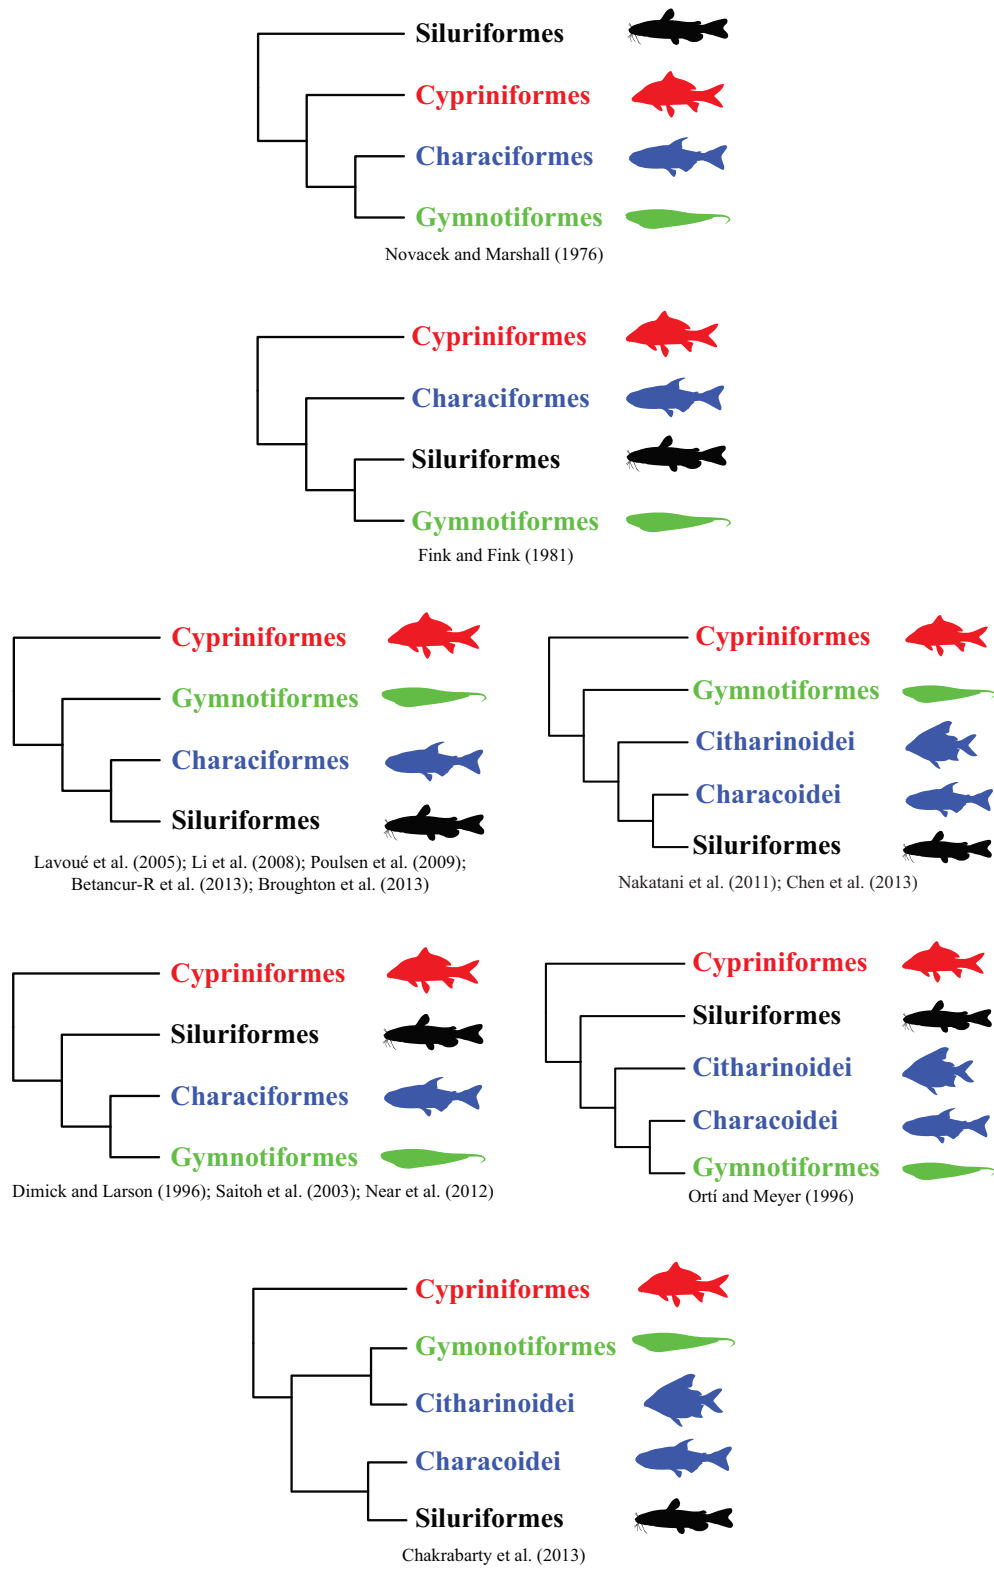 Siluriformes
Cypriniformes
Characiformes
Gymnotiformes
Novacek and Marshall (1976)
Cypriniformes
Characiformes
Siluriformes
Gymnotiformes
Fink and Fink (1981)
Cypriniformes
Gymnotiformes
Characiformes
Siluriformes
Lavoué et al. (2005); Li et al. (2008); Poulsen et al. (2009);
Betancur-R et al. (2013); Broughton et al. (2013)
Cypriniformes
Gymnotiformes
Citharinoidei
Characoidei
Siluriformes
Nakatani et al. (2011); Chen et al. (2013)
Cypriniformes
Siluriformes
Characiformes
Gymnotiformes
Dimick and Larson (1996); Saitoh et al. (2003); Near et al. (2012)
Cypriniformes
Siluriformes
Citharinoidei
Characoidei
Gymnotiformes
Ortí and Meyer (1996)
Cypriniformes
Gymonotiformes
Citharinoidei
Characoidei
Siluriformes
Chakrabarty et al. (2013)